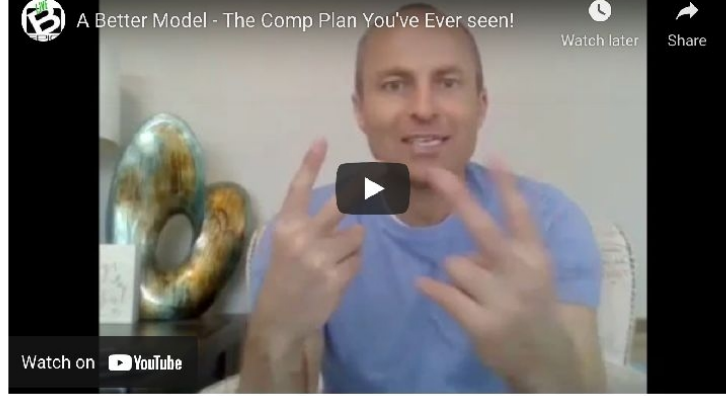 A Better Model - The Comp Plan You've Ever seen!
Watch later
Share
Watch on YouTube